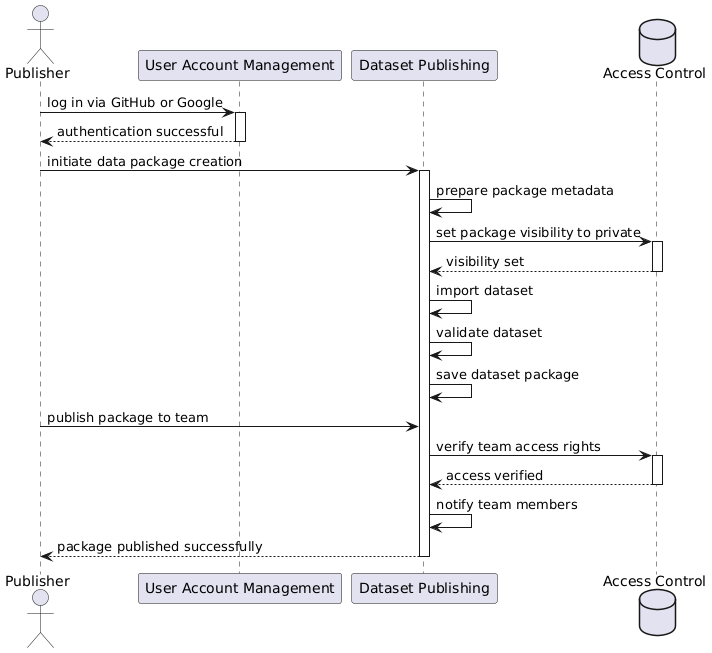 Publisher
User Account Management
Dataset Publishing
Access Control
log in via GitHub or Google
authentication successful
initiate data package creation
prepare package metadata
set package visibility to private
visibility set
import dataset
validate dataset
save dataset package
publish package to team
verify team access rights
access verified
notify team members
package published successfully
Publisher
User Account Management
Dataset Publishing
Access Control